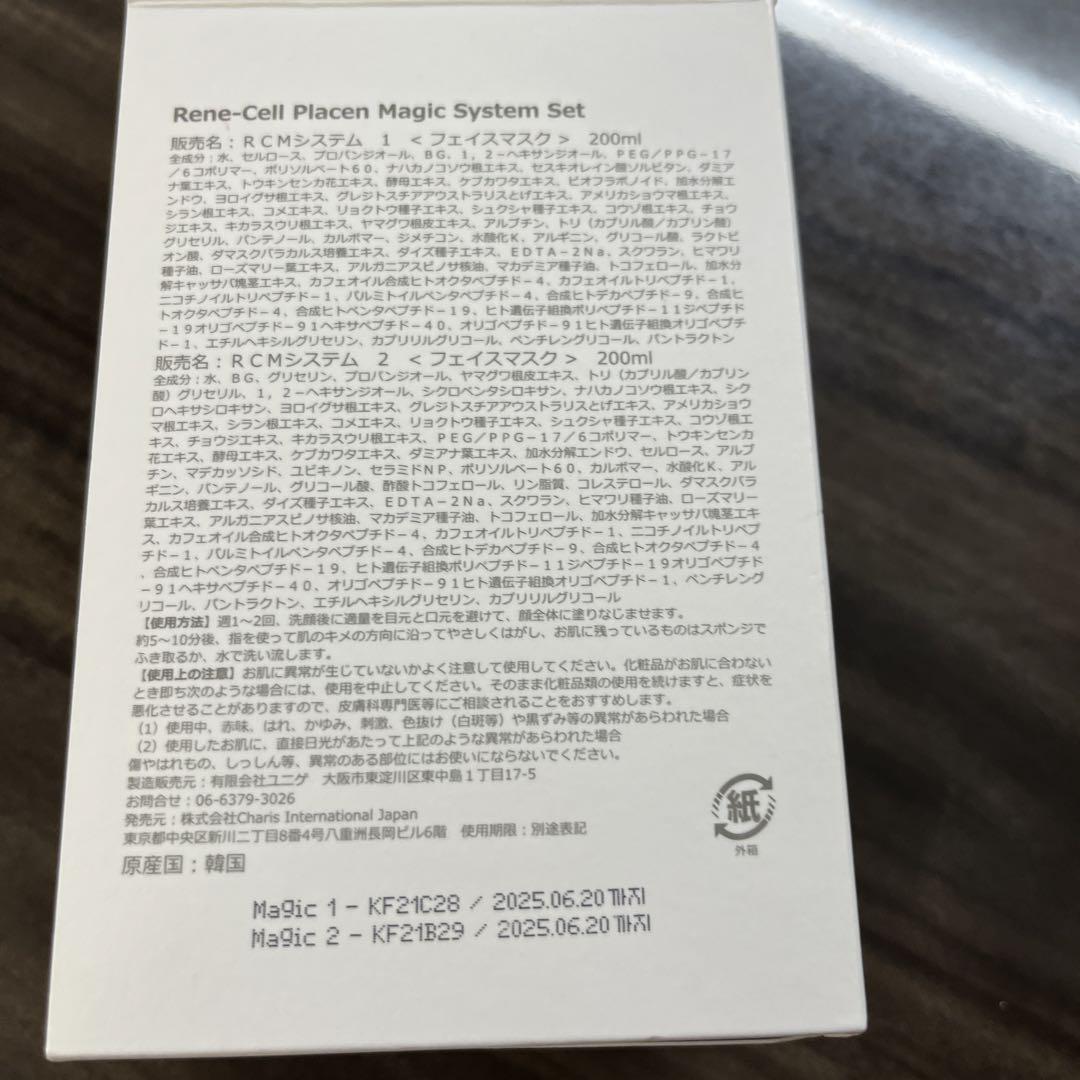 Rene-Cell Placen Magic System Set
販売名：ＲＣＭシステム　１　＜フェイスマスク＞　200ml
全成分：水、セルロース、プロパンジオール、ＢＧ、１，２－ヘキサンジオール、ＰＥＧ／ＰＰＧ－１７
／６コポリマー、ポリソルベート６０、ナハカノコソウ根エキス、セスキオレイン酸ソルビタン、ダミア
ナ葉エキス、トウキンセンカ花エキス、酵母エキス、ケブカワタエキス、ビオフラボノイド、加水分解エ
ンドウ、ヨロイグサ根エキス、グレジストチアアウストラリスとげエキス、アメリカショウマ根エキス、
シラン根エキス、コメエキス、リョクトウ種子エキス、シュクシャ種子エキス、コウゾ根エキス、チョウ
ジエキス、キカラスウリ根エキス、ヤマグワ根皮エキス、アルブチン、トリ（カプリル酸／カプリン酸）
グリセリル、パンテノール、カルボマー、ジメチコン、水酸化Ｋ、アルギニン、グリコール酸、ラクトビ
オン酸、ダマスクバラカルス培養エキス、ダイズ種子エキス、ＥＤＴＡ－２Ｎａ、スクワラン、ヒマワリ
種子油、ローズマリー葉エキス、アルガニアスピノサ核油、マカデミア種子油、トコフェロール、加水分
解キャッサバ塊茎エキス、カフェオイル合成ヒトオクタペプチド－４、カフェオイルトリペプチド－１、
ニコチノイルトリペプチド－１、パルミトイルペンタペプチド－４、合成ヒトデカペプチド－９、合成ヒ
トオクタペプチド－４、合成ヒトペンタペプチド－１９、ヒト遺伝子組換ポリペプチド－１１ジペプチド
－１９オリゴペプチド－９１ヘキサペプチド－４０、オリゴペプチド－９１ヒト遺伝子組換オリゴペプチ
ド－１、エチルヘキシルグリセリン、カプリリルグリコール、ペンチレングリコール、パントラクトン
販売名：ＲＣＭシステム　２　＜フェイスマスク＞　200ml
全成分：水、ＢＧ、グリセリン、プロパンジオール、ヤマグワ根皮エキス、トリ（カプリル酸／カプリン
酸）グリセリル、１，２－ヘキサンジオール、シクロペンタシロキサン、ナハカノコソウ根エキス、シク
ロヘキサシロキサン、ヨロイグサ根エキス、グレジストチアアウストラリスとげエキス、アメリカショウ
マ根エキス、シラン根エキス、コメエキス、リョクトウ種子エキス、シュクシャ種子エキス、コウゾ根エ
キス、チョウジエキス、キカラスウリ根エキス、ＰＥＧ／ＰＰＧ－１７／６コポリマー、トウキンセンカ
花エキス、酵母エキス、ケブカワタエキス、ダミアナ葉エキス、加水分解エンドウ、セルロース、アルブ
チン、マデカッソシド、ユビキノン、セラミドＮＰ、ポリソルベート６０、カルボマー、水酸化Ｋ、アル
ギニン、パンテノール、グリコール酸、酢酸トコフェロール、リン脂質、コレステロール、ダマスクバラ
カルス培養エキス、ダイズ種子エキス、ＥＤＴＡ－２Ｎａ、スクワラン、ヒマワリ種子油、ローズマリー
葉エキス、アルガニアスピノサ核油、マカデミア種子油、トコフェロール、加水分解キャッサバ塊茎エキ
ス、カフェオイル合成ヒトオクタペプチド－４、カフェオイルトリペプチド－１、ニコチノイルトリペプ
チド－１、パルミトイルペンタペプチド－４、合成ヒトデカペプチド－９、合成ヒトオクタペプチド－４
、合成ヒトペンタペプチド－１９、ヒト遺伝子組換ポリペプチド－１１ジペプチド－１９オリゴペプチド
－９１ヘキサペプチド－４０、オリゴペプチド－９１ヒト遺伝子組換オリゴペプチド－１、ペンチレング
リコール、パントラクトン、エチルヘキシルグリセリン、カプリリルグリコール
【使用方法】週1～2回、洗顔後に適量を目元と口元を避けて、顔全体に塗りなじませます。
約5～10分後、指を使って肌のキメの方向に沿ってやさしくはがし、お肌に残っているものはスポンジで
ふき取るか、水で洗い流します。
【使用上の注意】お肌に異常が生じていないかよく注意して使用してください。化粧品がお肌に合わない
とき即ち次のような場合には、使用を中止してください。そのまま化粧品類の使用を続けますと、症状を
悪化させることがありますので、皮膚科専門医等にご相談されることをおすすめします。
（1）使用中、赤味、はれ、かゆみ、刺激、色抜け（白斑等）や黒ずみ等の異常があらわれた場合
（2）使用したお肌に、直接日光があたって上記のような異常があらわれた場合
傷やはれもの、しっしん等、異常のある部位にはお使いにならないでください。
製造販売元：有限会社ユニゲ　大阪市東淀川区東中島１丁目17-5
お問合せ：06-6379-3026
発売元：株式会社Charis International Japan
東京都中央区新川二丁目8番4号八重洲長岡ビル6階　使用期限：別途表記
原産国：韓国
紙
外箱
Magic 1 - KF21C28 / 2025.06.20까지
Magic 2 - KF21B29 / 2025.06.20까지